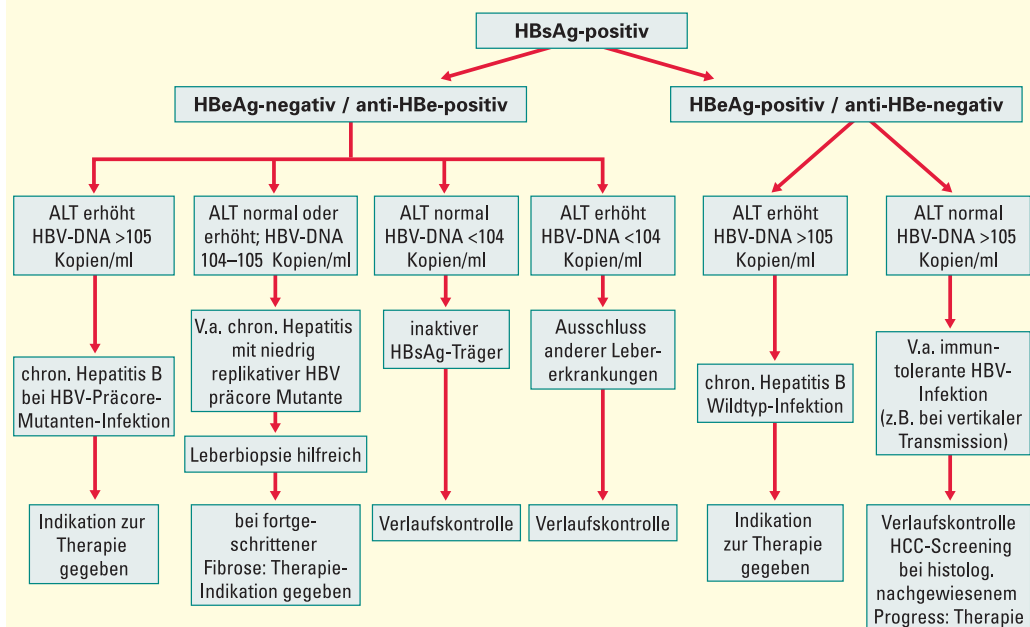 HBsAg-positiv
HBeAg-negativ / anti-HBe-positiv
HBeAg-positiv / anti-HBe-negativ
ALT erhöht
HBV-DNA >105
Kopien/ml
ALT normal oder
erhöht; HBV-DNA
104–105 Kopien/ml
ALT normal
HBV-DNA <104
Kopien/ml
ALT erhöht
HBV-DNA <104
Kopien/ml
ALT erhöht
HBV-DNA >105
Kopien/ml
ALT normal
HBV-DNA >105
Kopien/ml
chron. Hepatitis B
bei HBV-Präcore-
Mutanten-Infektion
V.a. chron. Hepatitis
mit niedrig
replikativer HBV
präcore Mutante
inaktiver
HBsAg-Träger
Ausschluss
anderer Leber-
erkrankungen
chron. Hepatitis B
Wildtyp-Infektion
V.a. immun-
tolerante HBV-
Infektion
(z.B. bei vertikaler
Transmission)
Leberbiopsie hilfreich
Indikation zur
Therapie
gegeben
bei fortge-
schrittener
Fibrose: Therapie-
Indikation gegeben
Verlaufskontrolle
Verlaufskontrolle
Indikation
zur Therapie
gegeben
Verlaufskontrolle
HCC-Screening
bei histolog.
nachgewiesenem
Progress: Therapie